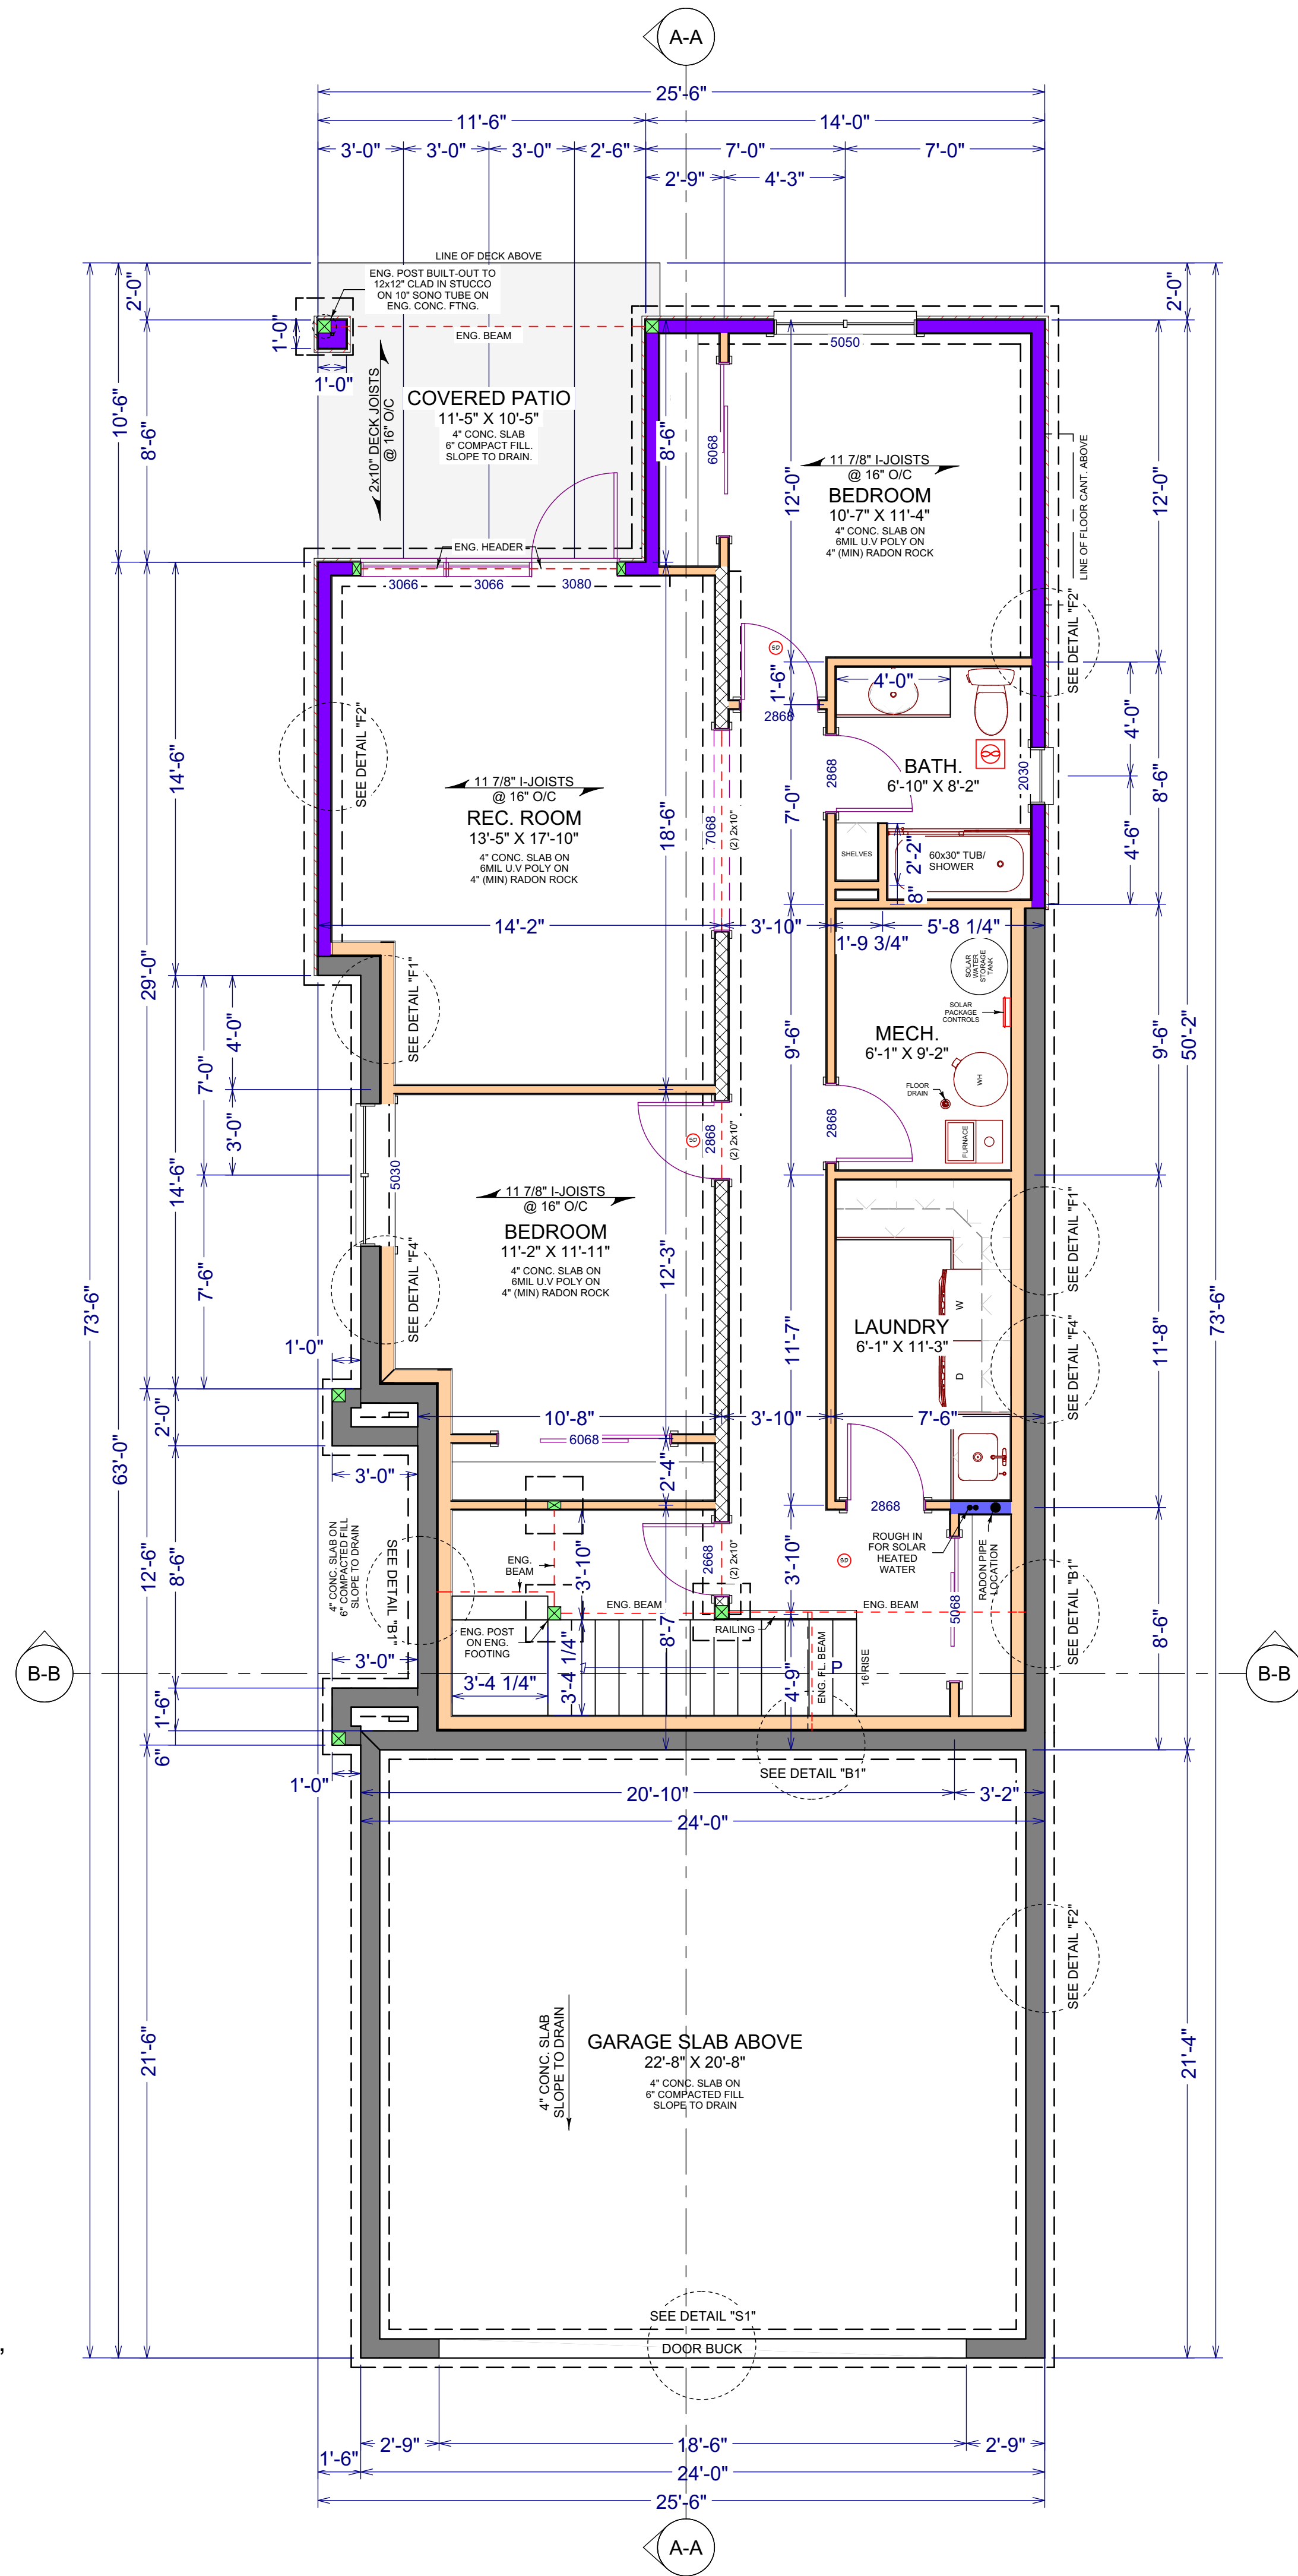 A-A
25'-6"
11'-6"
14'-0"
3'-0"
3'-0"
3'-0"
2'-6"
7'-0"
7'-0"
2'-9"
4'-3"
LINE OF DECK ABOVE
ENG. POST BUILT-OUT TO
12x12" CLAD IN STUCCO
ON 10" SONO TUBE ON
ENG. CONC. FTNG.
2'-0"
2'-0"
1'-0"
1'-0"
ENG. BEAM
5050
10'-6"
8'-6"
2x10" DECK JOISTS
@ 16" O/C
COVERED PATIO
11'-5" X 10'-5"
4" CONC. SLAB
6" COMPACT FILL.
SLOPE TO DRAIN.
8'-6"
6068
12'-0"
11 7/8" I-JOISTS
@ 16" O/C
BEDROOM
10'-7" X 11'-4"
4" CONC. SLAB ON
6MIL U.V POLY ON
4" (MIN) RADON ROCK
LINE OF FLOOR CANT. ABOVE
12'-0"
ENG. HEADER
3066
3066
3080
SEE DETAIL "F2"
SD
1'-6"
4'-0"
2868
4'-0"
SEE DETAIL "F2"
14'-6"
11 7/8" I-JOISTS
@ 16" O/C
REC. ROOM
13'-5" X 17'-10"
4" CONC. SLAB ON
6MIL U.V POLY ON
4" (MIN) RADON ROCK
18'-6"
7068
(2) 2x10"
7'-0"
2868
BATH.
6'-10" X 8'-2"
2030
8'-6"
4'-6"
SHELVES
2'-2"
8"
60x30" TUB/
SHOWER
14'-2"
3'-10"
1'-9 3/4"
5'-8 1/4"
29'-0"
SEE DETAIL "F1"
SOLAR
WATER
STORAGE
TANK
SOLAR
PACKAGE
CONTROLS
MECH.
6'-1" X 9'-2"
9'-6"
9'-6"
50'-2"
7'-0"
4'-0"
3'-0"
WH
FLOOR
DRAIN
FURNACE
2868
SD
2868
(2) 2x10"
14'-6"
5030
11 7/8" I-JOISTS
@ 16" O/C
BEDROOM
11'-2" X 11'-11"
4" CONC. SLAB ON
6MIL U.V POLY ON
4" (MIN) RADON ROCK
12'-3"
SEE DETAIL "F1"
SEE DETAIL "F4"
7'-6"
73'-6"
73'-6"
LAUNDRY
6'-1" X 11'-3"
W
D
11'-7"
11'-8"
SEE DETAIL "F4"
1'-0"
63'-0"
2'-0"
10'-8"
3'-10"
7'-6"
6068
2'-4"
3'-0"
2868
4" CONC. SLAB ON
6" COMPACTED FILL
SLOPE TO DRAIN
SEE DETAIL "B1"
12'-6"
8'-6"
ENG.
BEAM
3'-10"
2668
(2) 2x10"
3'-10"
SD
ROUGH IN
FOR SOLAR
HEATED
WATER
RADON PIPE
LOCATION
SEE DETAIL "B1"
ENG. BEAM
ENG. BEAM
5068
8'-6"
ENG. POST
ON ENG.
FOOTING
8'-7"
RAILING
3'-0"
3'-4 1/4"
3'-4 1/4"
4'-9"
ENG. FL. BEAM
P
16 RISE
B-B
B-B
1'-6"
6"
1'-0"
SEE DETAIL "B1"
20'-10"
3'-2"
24'-0"
SEE DETAIL "F2"
21'-6"
21'-4"
4" CONC. SLAB
SLOPE TO DRAIN
GARAGE SLAB ABOVE
22'-8" X 20'-8"
4" CONC. SLAB ON
6" COMPACTED FILL
SLOPE TO DRAIN
SEE DETAIL "S1"
DOOR BUCK
,
2'-9"
18'-6"
2'-9"
1'-6"
24'-0"
25'-6"
A-A